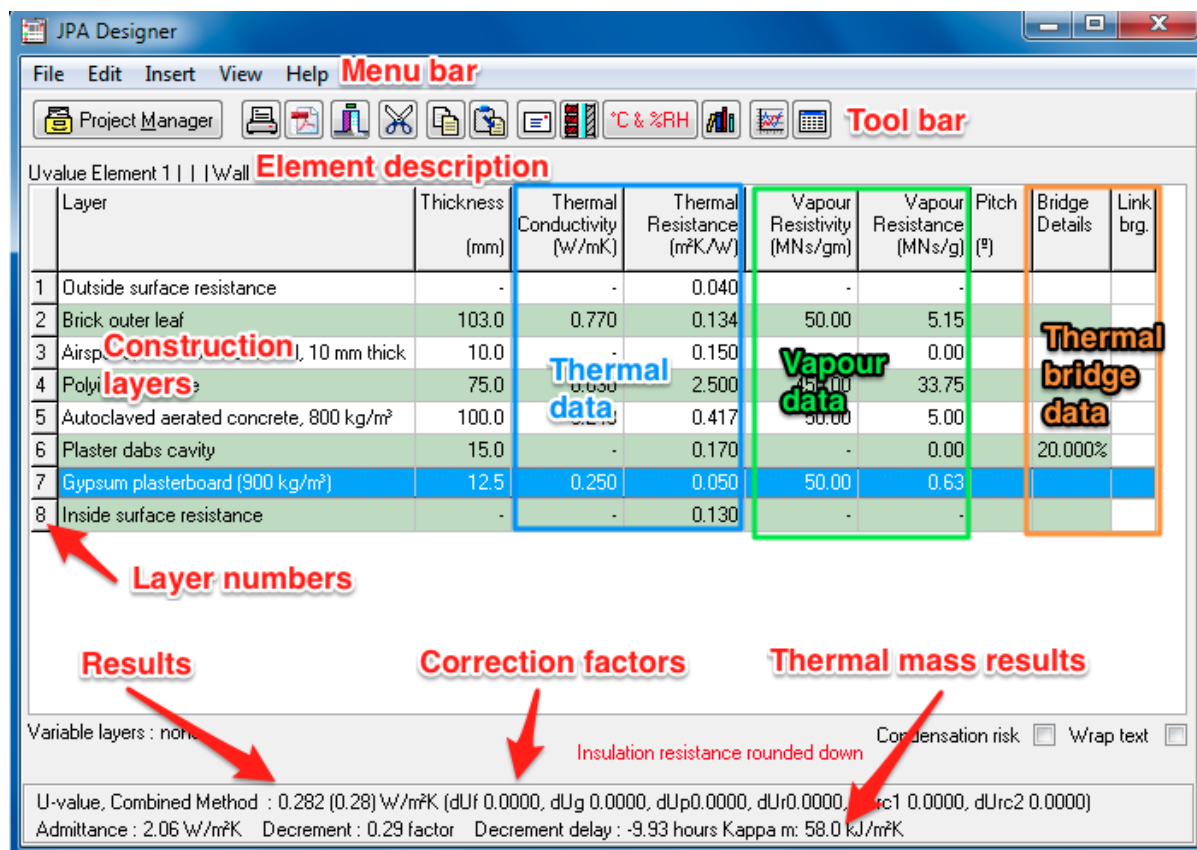 JPA Designer
File Edit Insert View Help Menu bar
Project Manager °C & %RH Tool bar
Uvalue Element 1 | | | Wall Element description
Layer Thickness (mm) Thermal Conductivity (W/mK) Thermal Resistance (m²K/W) Vapour Resistivity (MNs/gm) Vapour Resistance (MNs/g) Pitch (º) Bridge Details Link brg.
1 Outside surface resistance - - 0.040 - -
2 Brick outer leaf 103.0 0.770 0.134 50.00 5.15
3 10 mm thick 10.0 - 0.150 0.00
4 75.0 2.500 33.75
5 Autoclaved aerated concrete, 800 kg/m³ 100.0 0.417 50.00 5.00
6 Plaster dabs cavity 15.0 - 0.170 - 0.00 20.000%
7 Gypsum plasterboard (900 kg/m³) 12.5 0.250 0.050 50.00 0.63
8 Inside surface resistance - - 0.130 - -
Construction layers
Thermal data
Vapour data
Thermal bridge data
Layer numbers
Results
Correction factors
Thermal mass results
Variable layers :
Insulation resistance rounded down
Condensation risk Wrap text
U-value, Combined Method : 0.282 (0.28) W/m²K (dUf 0.0000, dUg 0.0000, dUp0.0000, dUr0.0000, 0.0000, dUrc2 0.0000)
Admittance : 2.06 W/m²K Decrement : 0.29 factor Decrement delay : -9.93 hours Kappa m: 58.0 kJ/m²K